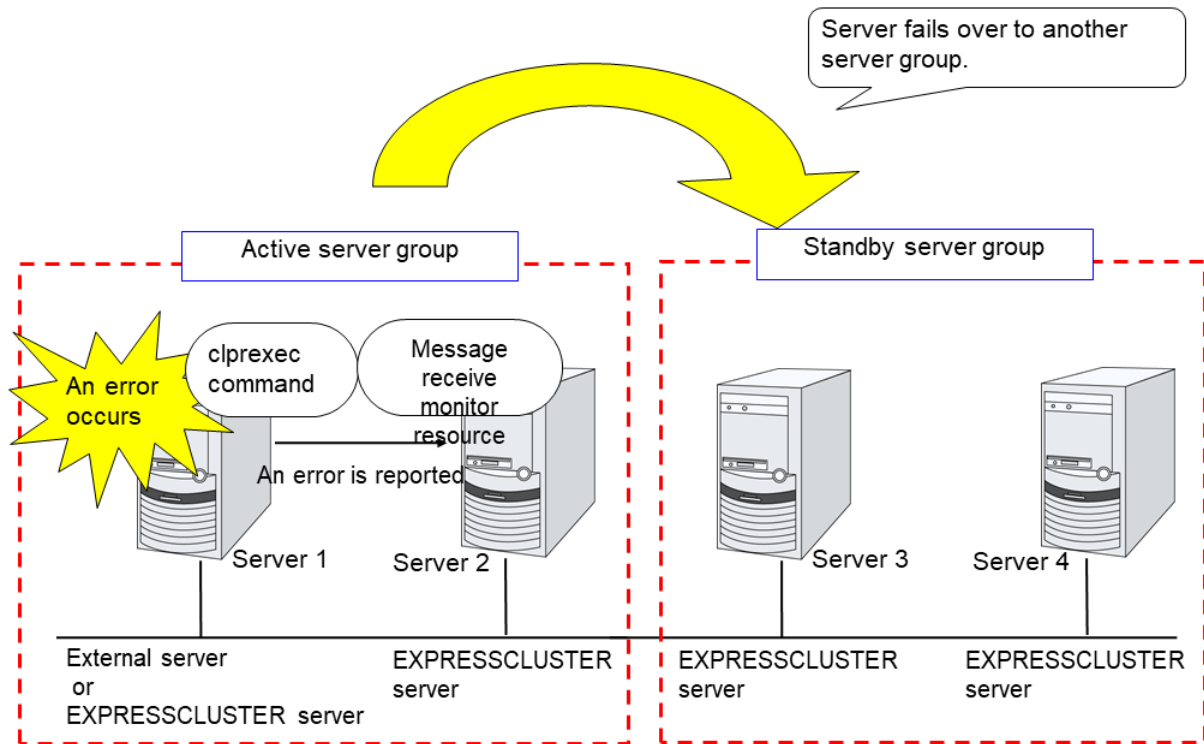 Server fails over to another
server group.
Active server group
Standby server group
An error
occurs
clprexec
command
Message
receive
monitor
resource
An error is reported
Server 1
Server 2
Server 3
Server 4
External server
or
EXPRESSCLUSTER server
EXPRESSCLUSTER
server
EXPRESSCLUSTER
server
EXPRESSCLUSTER
server